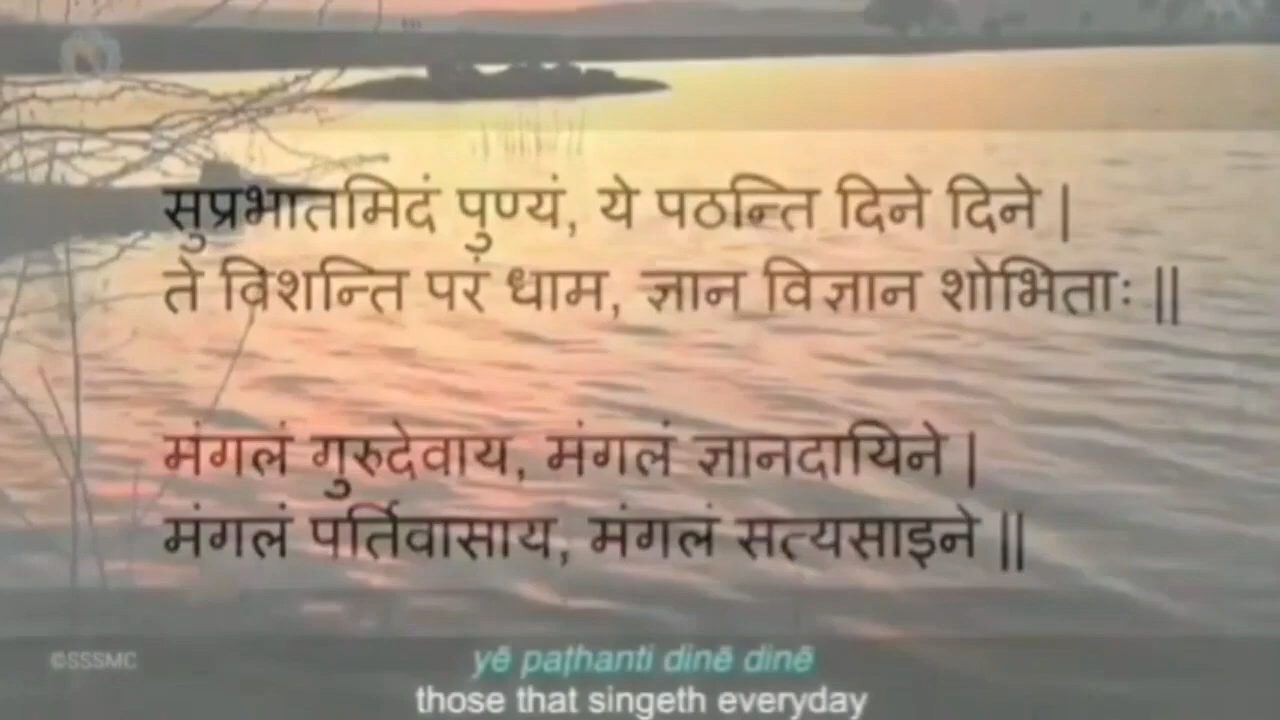 सुप्रभातमिदं पुण्यं, ये पठन्ति दिने दिने |
ते विशन्ति परं धाम, ज्ञान विज्ञान शोभिताः ||
मंगलं गुरुदेवाय, मंगलं ज्ञानदायिने |
मंगलं पर्तिवासाय, मंगलं सत्यसाइने ||
©SSSMC
yē paṭhanti dinē dinē
those that singeth everyday